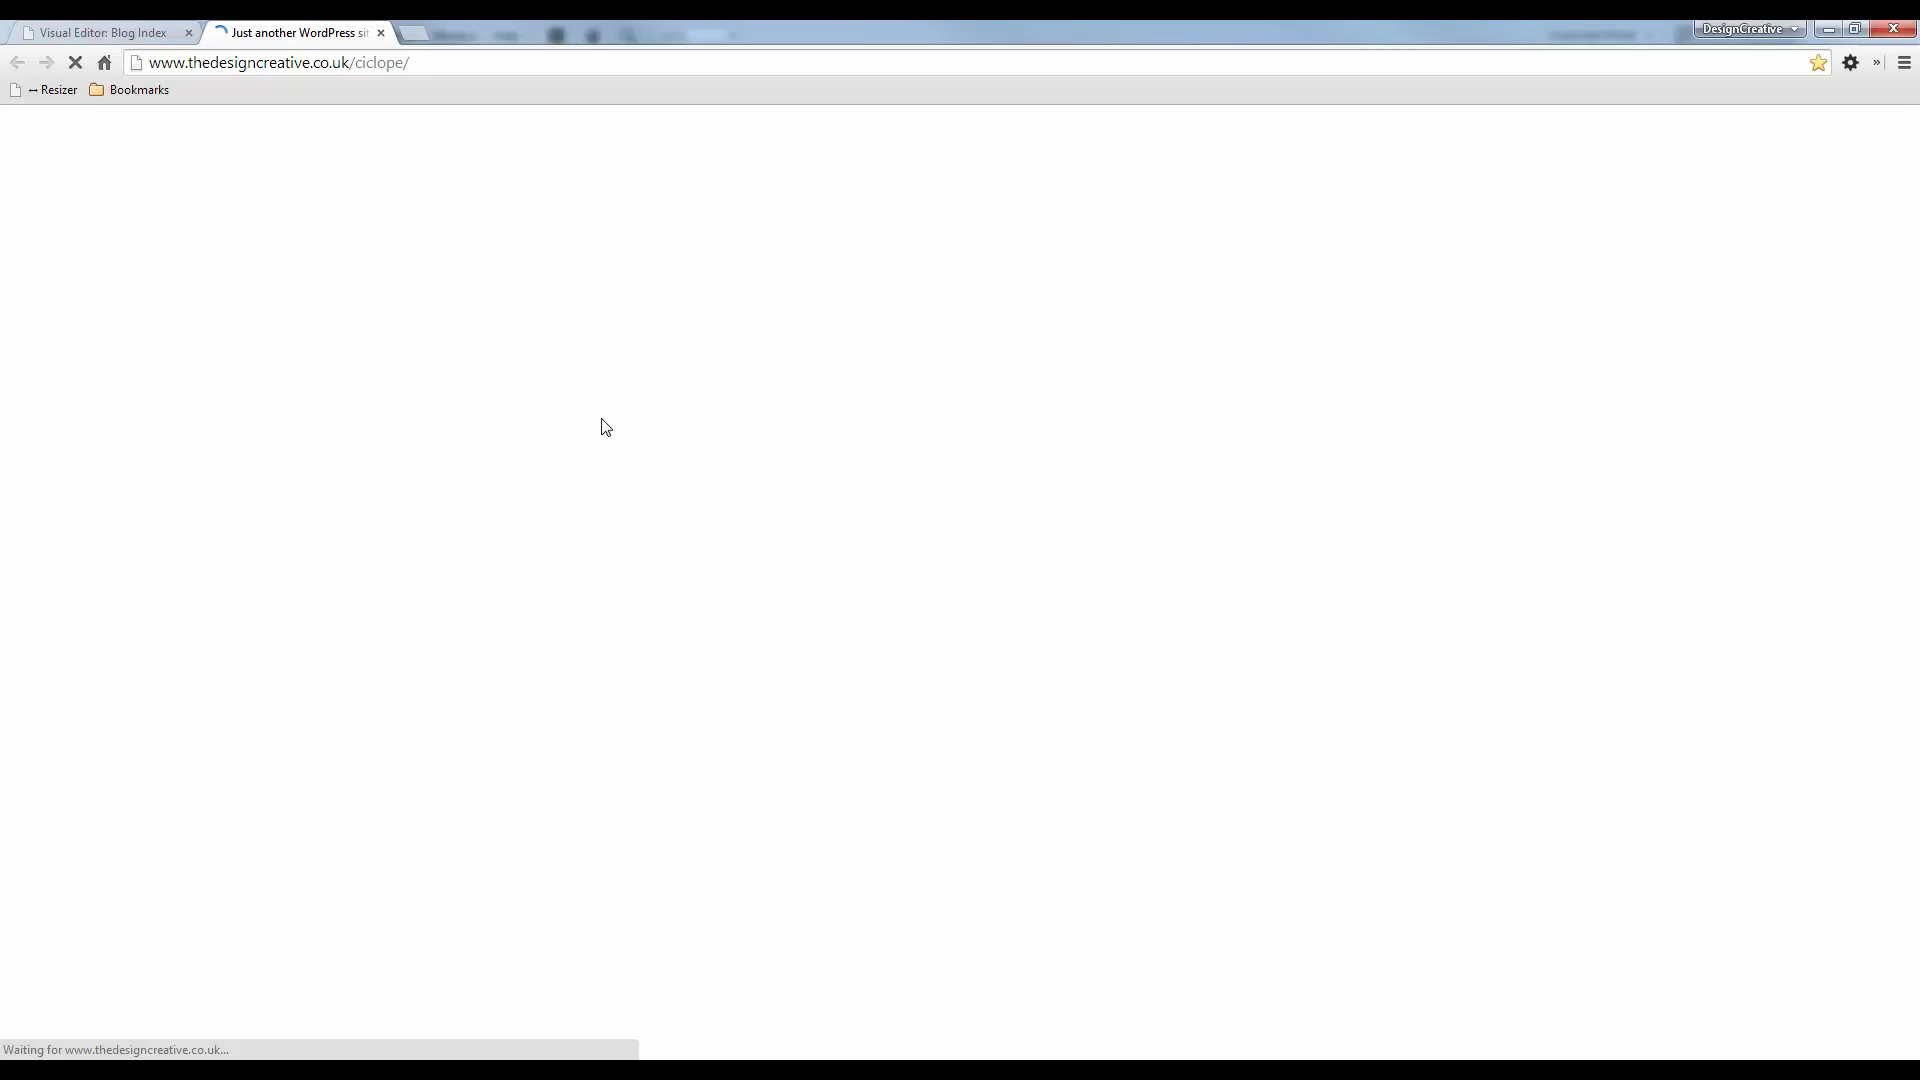 Visual Editor: Blog Index
Just another WordPress si
DesignCreative
www.thedesigncreative.co.uk/ciclope/
↔ Resizer
Bookmarks
Waiting for www.thedesigncreative.co.uk...